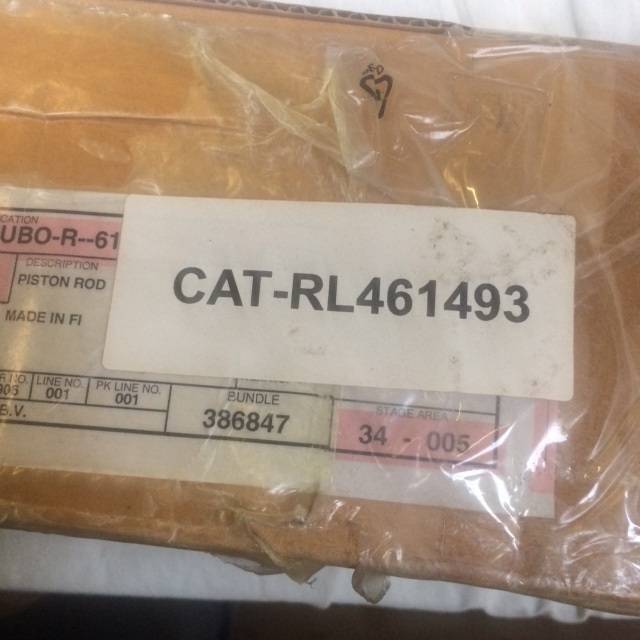 CATION
UBO-R--61
DESCRIPTION
PISTON ROD
MADE IN FI
CAT-RL461493
LINE NO. PK LINE NO.
001 001
B.V.
BUNDLE
386847
STAGE AREA
34 - 005